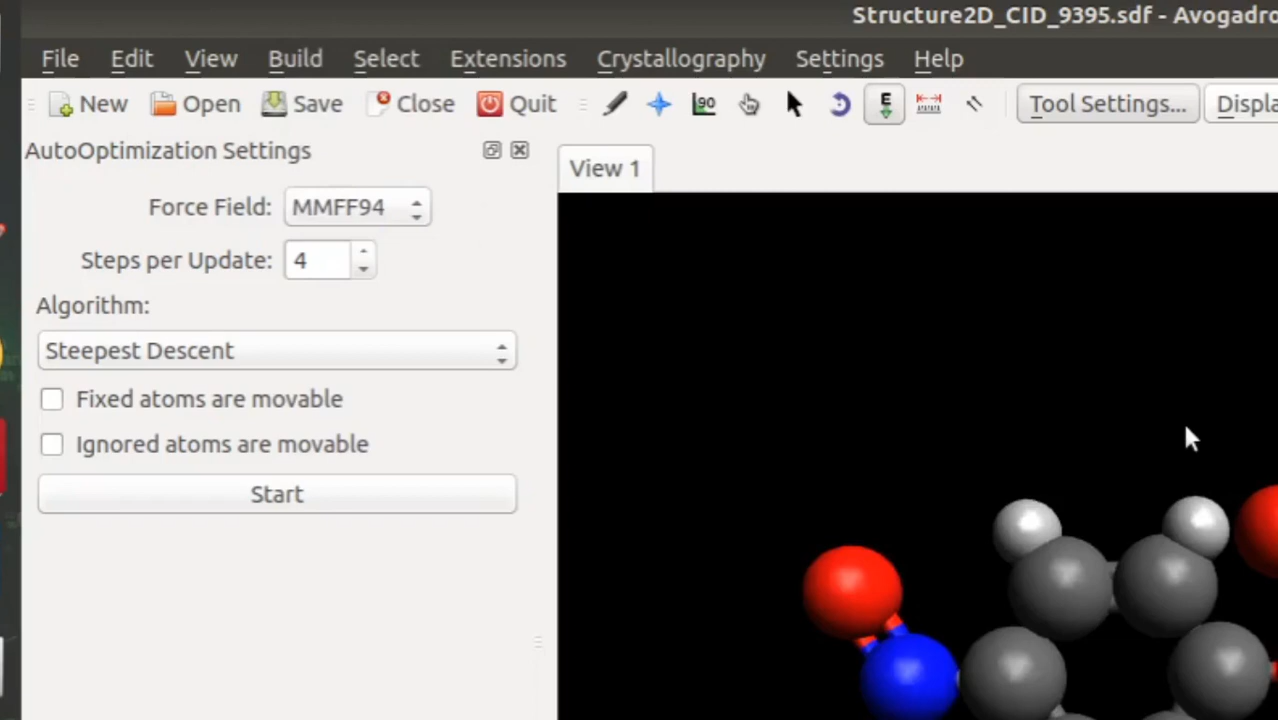 Structure2D_CID_9395.sdf - Avogadro
File Edit View Build Select Extensions Crystallography Settings Help
New Open Save Close Quit 90 E Tool Settings...
AutoOptimization Settings
View 1
Force Field: MMFF94
Steps per Update: 4
Algorithm:
Steepest Descent
Fixed atoms are movable
Ignored atoms are movable
Start